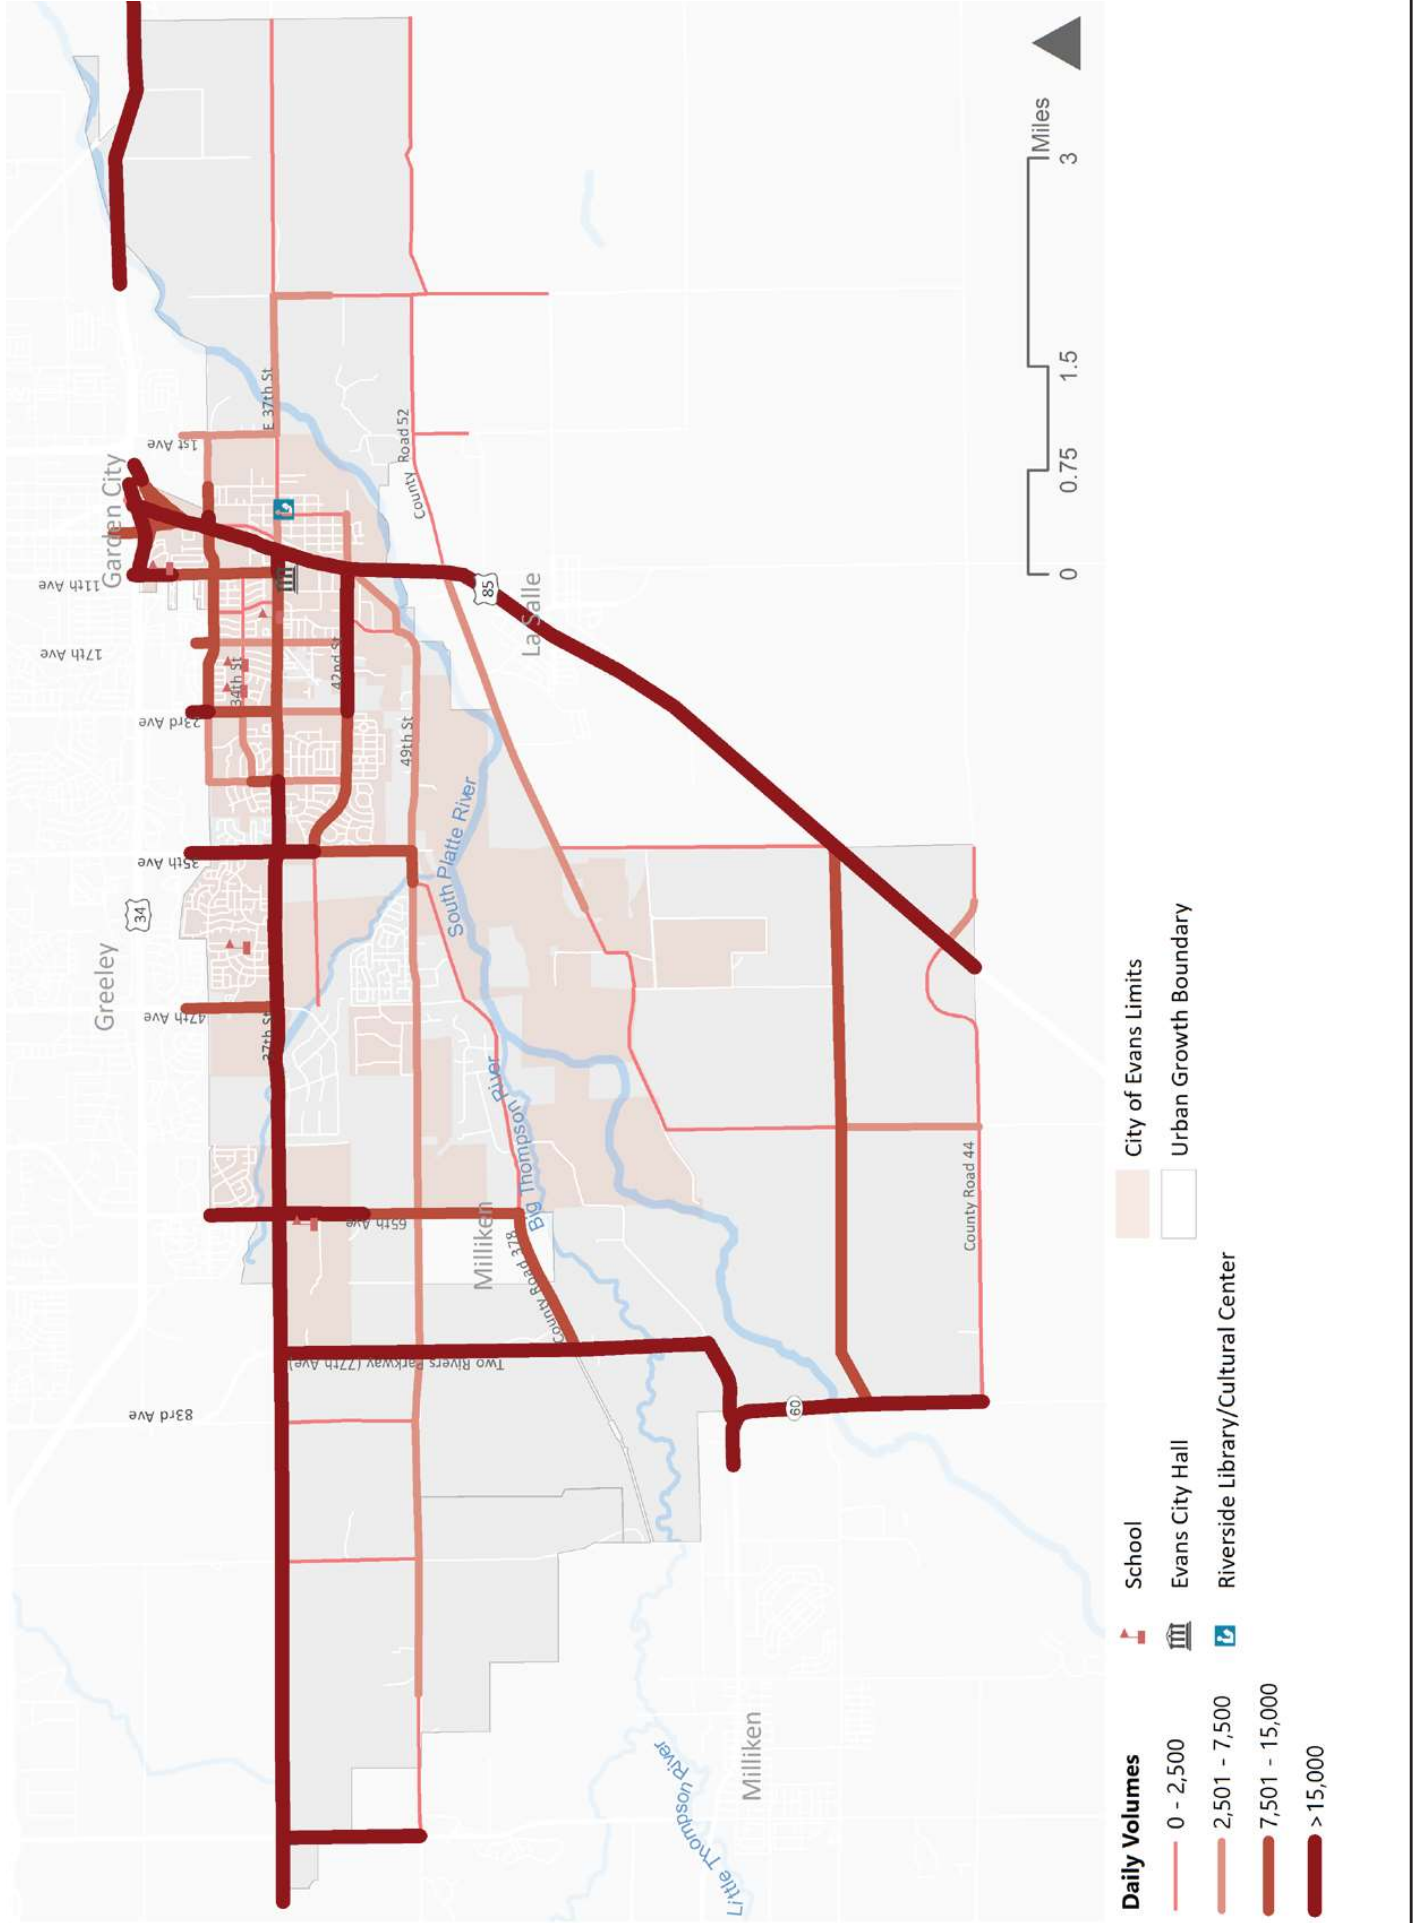 Greeley
Garden City
34
11th Ave
17th Ave
23rd Ave
35th Ave
47th Ave
83rd Ave
1st Ave
E 37th St
34th St
37th St
42nd St
49th St
65th Ave
Two Rivers Parkway (77th Ave)
County Road 378
County Road 52
County Road 44
South Platte River
Big Thompson River
Little Thompson River
Milliken
Milliken
La Salle
85
60
0
0.75
1.5
3
Miles
Daily Volumes
0 - 2,500
2,501 - 7,500
7,501 - 15,000
>15,000
School
Evans City Hall
Riverside Library/Cultural Center
City of Evans Limits
Urban Growth Boundary